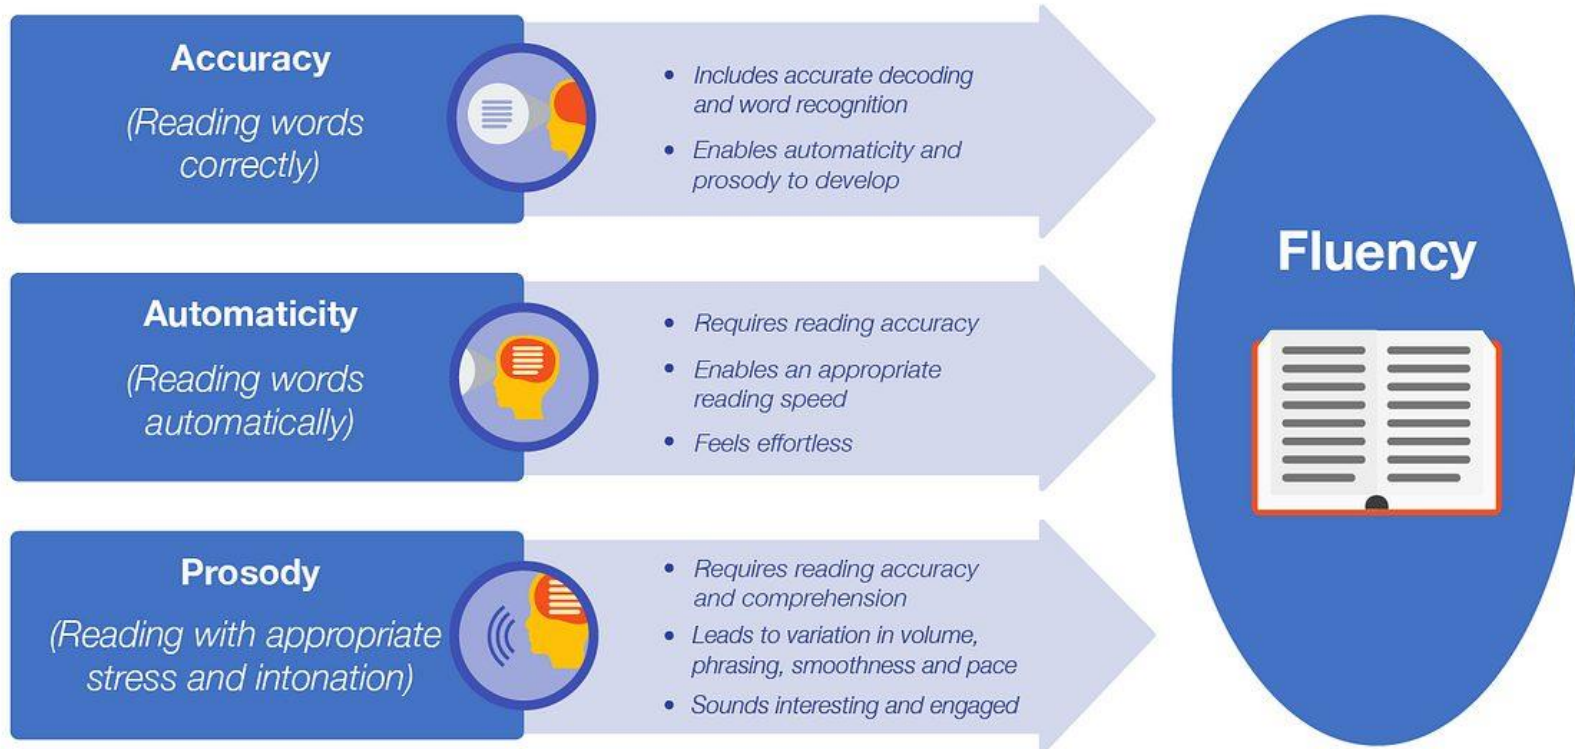 Accuracy
(Reading words
correctly)
• Includes accurate decoding
and word recognition
• Enables automaticity and
prosody to develop
Automaticity
(Reading words
automatically)
• Requires reading accuracy
• Enables an appropriate
reading speed
• Feels effortless
Prosody
(Reading with appropriate
stress and intonation)
• Requires reading accuracy
and comprehension
• Leads to variation in volume,
phrasing, smoothness and pace
• Sounds interesting and engaged
Fluency